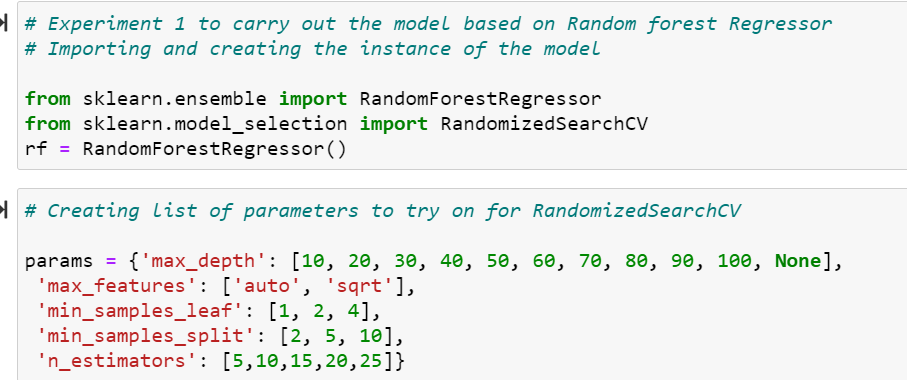 # Experiment 1 to carry out the model based on Random forest Regressor
# Importing and creating the instance of the model
from sklearn.ensemble import RandomForestRegressor
from sklearn.model_selection import RandomizedSearchCV
rf = RandomForestRegressor()
# Creating list of parameters to try on for RandomizedSearchCV
params = {'max_depth': [10, 20, 30, 40, 50, 60, 70, 80, 90, 100, None],
'max_features': ['auto', 'sqrt'],
'min_samples_leaf': [1, 2, 4],
'min_samples_split': [2, 5, 10],
'n_estimators': [5,10,15,20,25]}